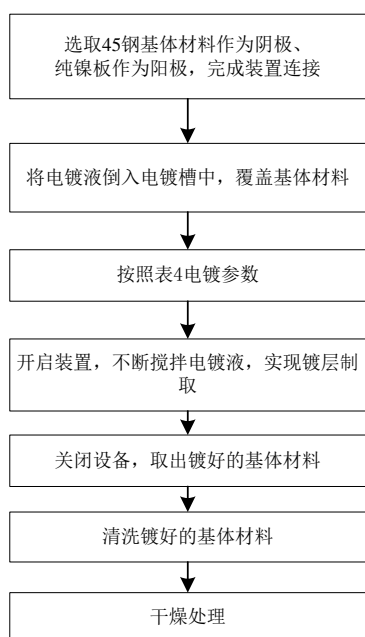 选取45钢基体材料作为阴极、
纯镍板作为阳极，完成装置连接
将电镀液倒入电镀槽中，覆盖基体材料
按照表4电镀参数
开启装置，不断搅拌电镀液，实现镀层制
取
关闭设备，取出镀好的基体材料
清洗镀好的基体材料
干燥处理